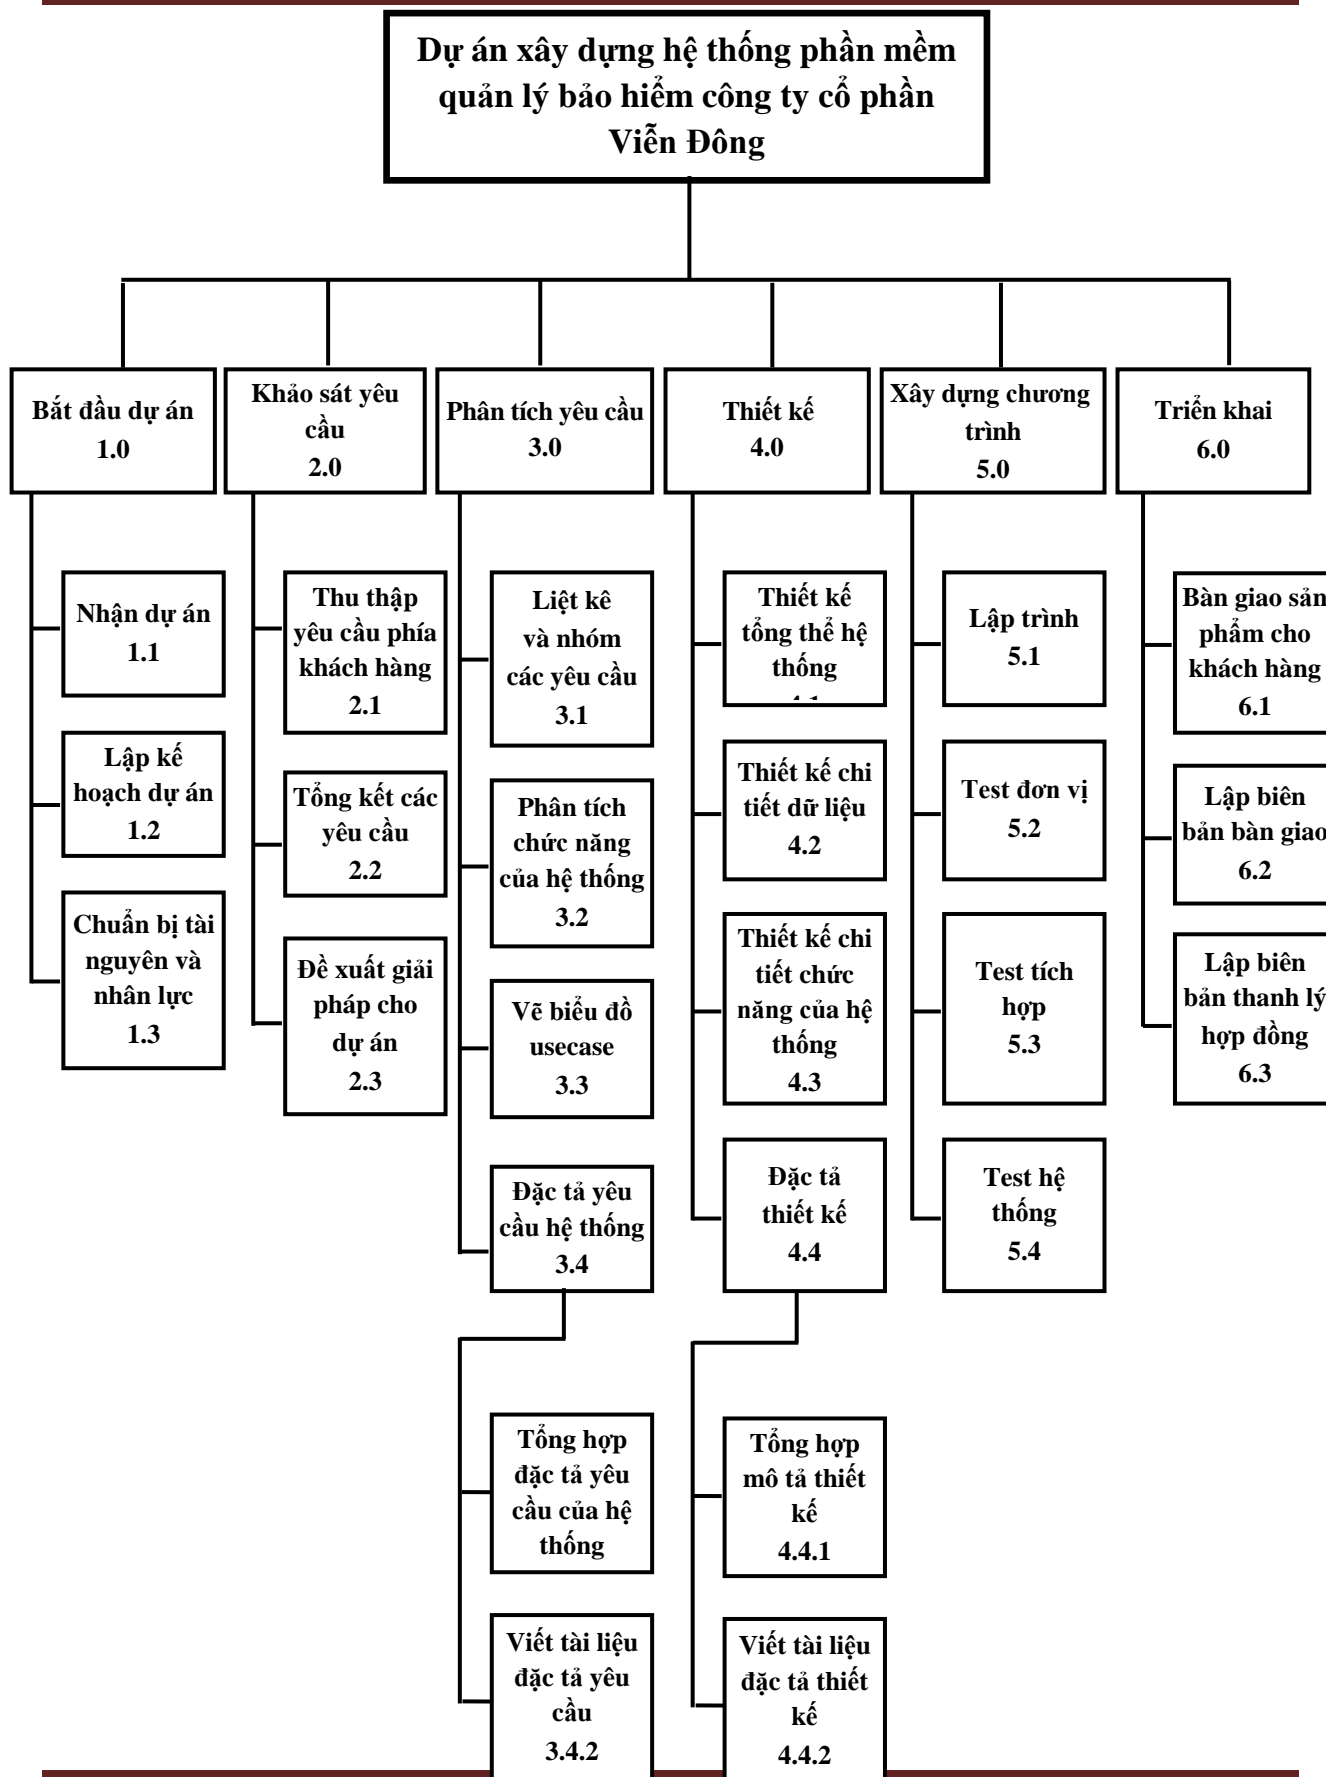 Dự án xây dựng hệ thống phần mềm
quản lý bảo hiểm công ty cổ phần
Viễn Đông
Bắt đầu dự án
1.0
Khảo sát yêu
cầu
2.0
Phân tích yêu cầu
3.0
Thiết kế
4.0
Xây dựng chương
trình
5.0
Triển khai
6.0
Nhận dự án
1.1
Lập kế
hoạch dự án
1.2
Chuẩn bị tài
nguyên và
nhân lực
1.3
Thu thập
yêu cầu phía
khách hàng
2.1
Tổng kết các
yêu cầu
2.2
Đề xuất giải
pháp cho
dự án
2.3
Liệt kê
và nhóm
các yêu cầu
3.1
Phân tích
chức năng
của hệ thống
3.2
Vẽ biểu đồ
usecase
3.3
Đặc tả yêu
cầu hệ thống
3.4
Tổng hợp
đặc tả yêu
cầu của hệ
thống
Viết tài liệu
đặc tả yêu
cầu
3.4.2
Thiết kế
tổng thể hệ
thống
Thiết kế chi
tiết dữ liệu
4.2
Thiết kế chi
tiết chức
năng của hệ
thống
4.3
Đặc tả
thiết kế
4.4
Tổng hợp
mô tả thiết
kế
4.4.1
Viết tài liệu
đặc tả thiết
kế
4.4.2
Lập trình
5.1
Test đơn vị
5.2
Test tích
hợp
5.3
Test hệ
thống
5.4
Bàn giao sản
phẩm cho
khách hàng
6.1
Lập biên
bản bàn giao
6.2
Lập biên
bản thanh lý
hợp đồng
6.3